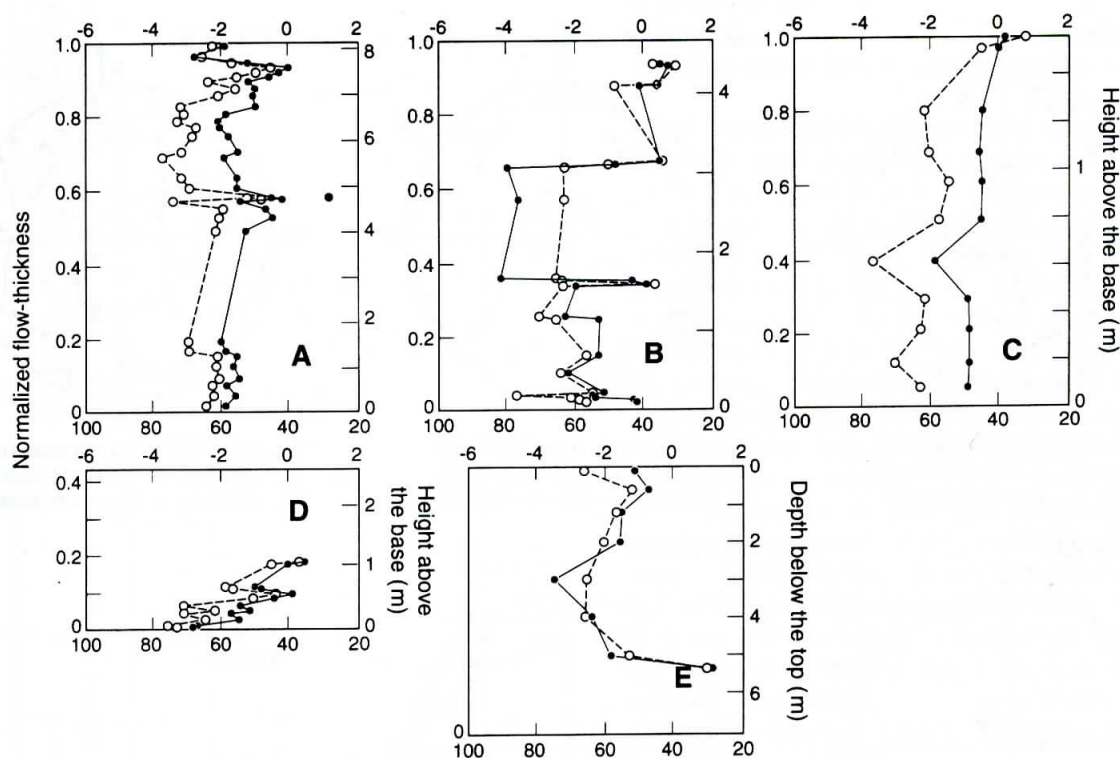 -6 -4 -2 0 2
-6 -4 -2 0 2
-6 -4 -2 0 2
1.0 0.8 0.6 0.4 0.2 0
8 6 4 2 0
1.0 0.8 0.6 0.4 0.2 0
4 2 0
1.0 0.8 0.6 0.4 0.2 0
1 0
A
B
C
100 80 60 40 20
100 80 60 40 20
100 80 60 40 20
Normalized flow-thickness
Height above the base (m)
-6 -4 -2 0 2
-6 -4 -2 0 2
0.4 0.2 0
2 1 0
D
Height above
the base (m)
0
0 2 4 6
E
Depth below the top (m)
100 80 60 40 20
100 80 60 40 20